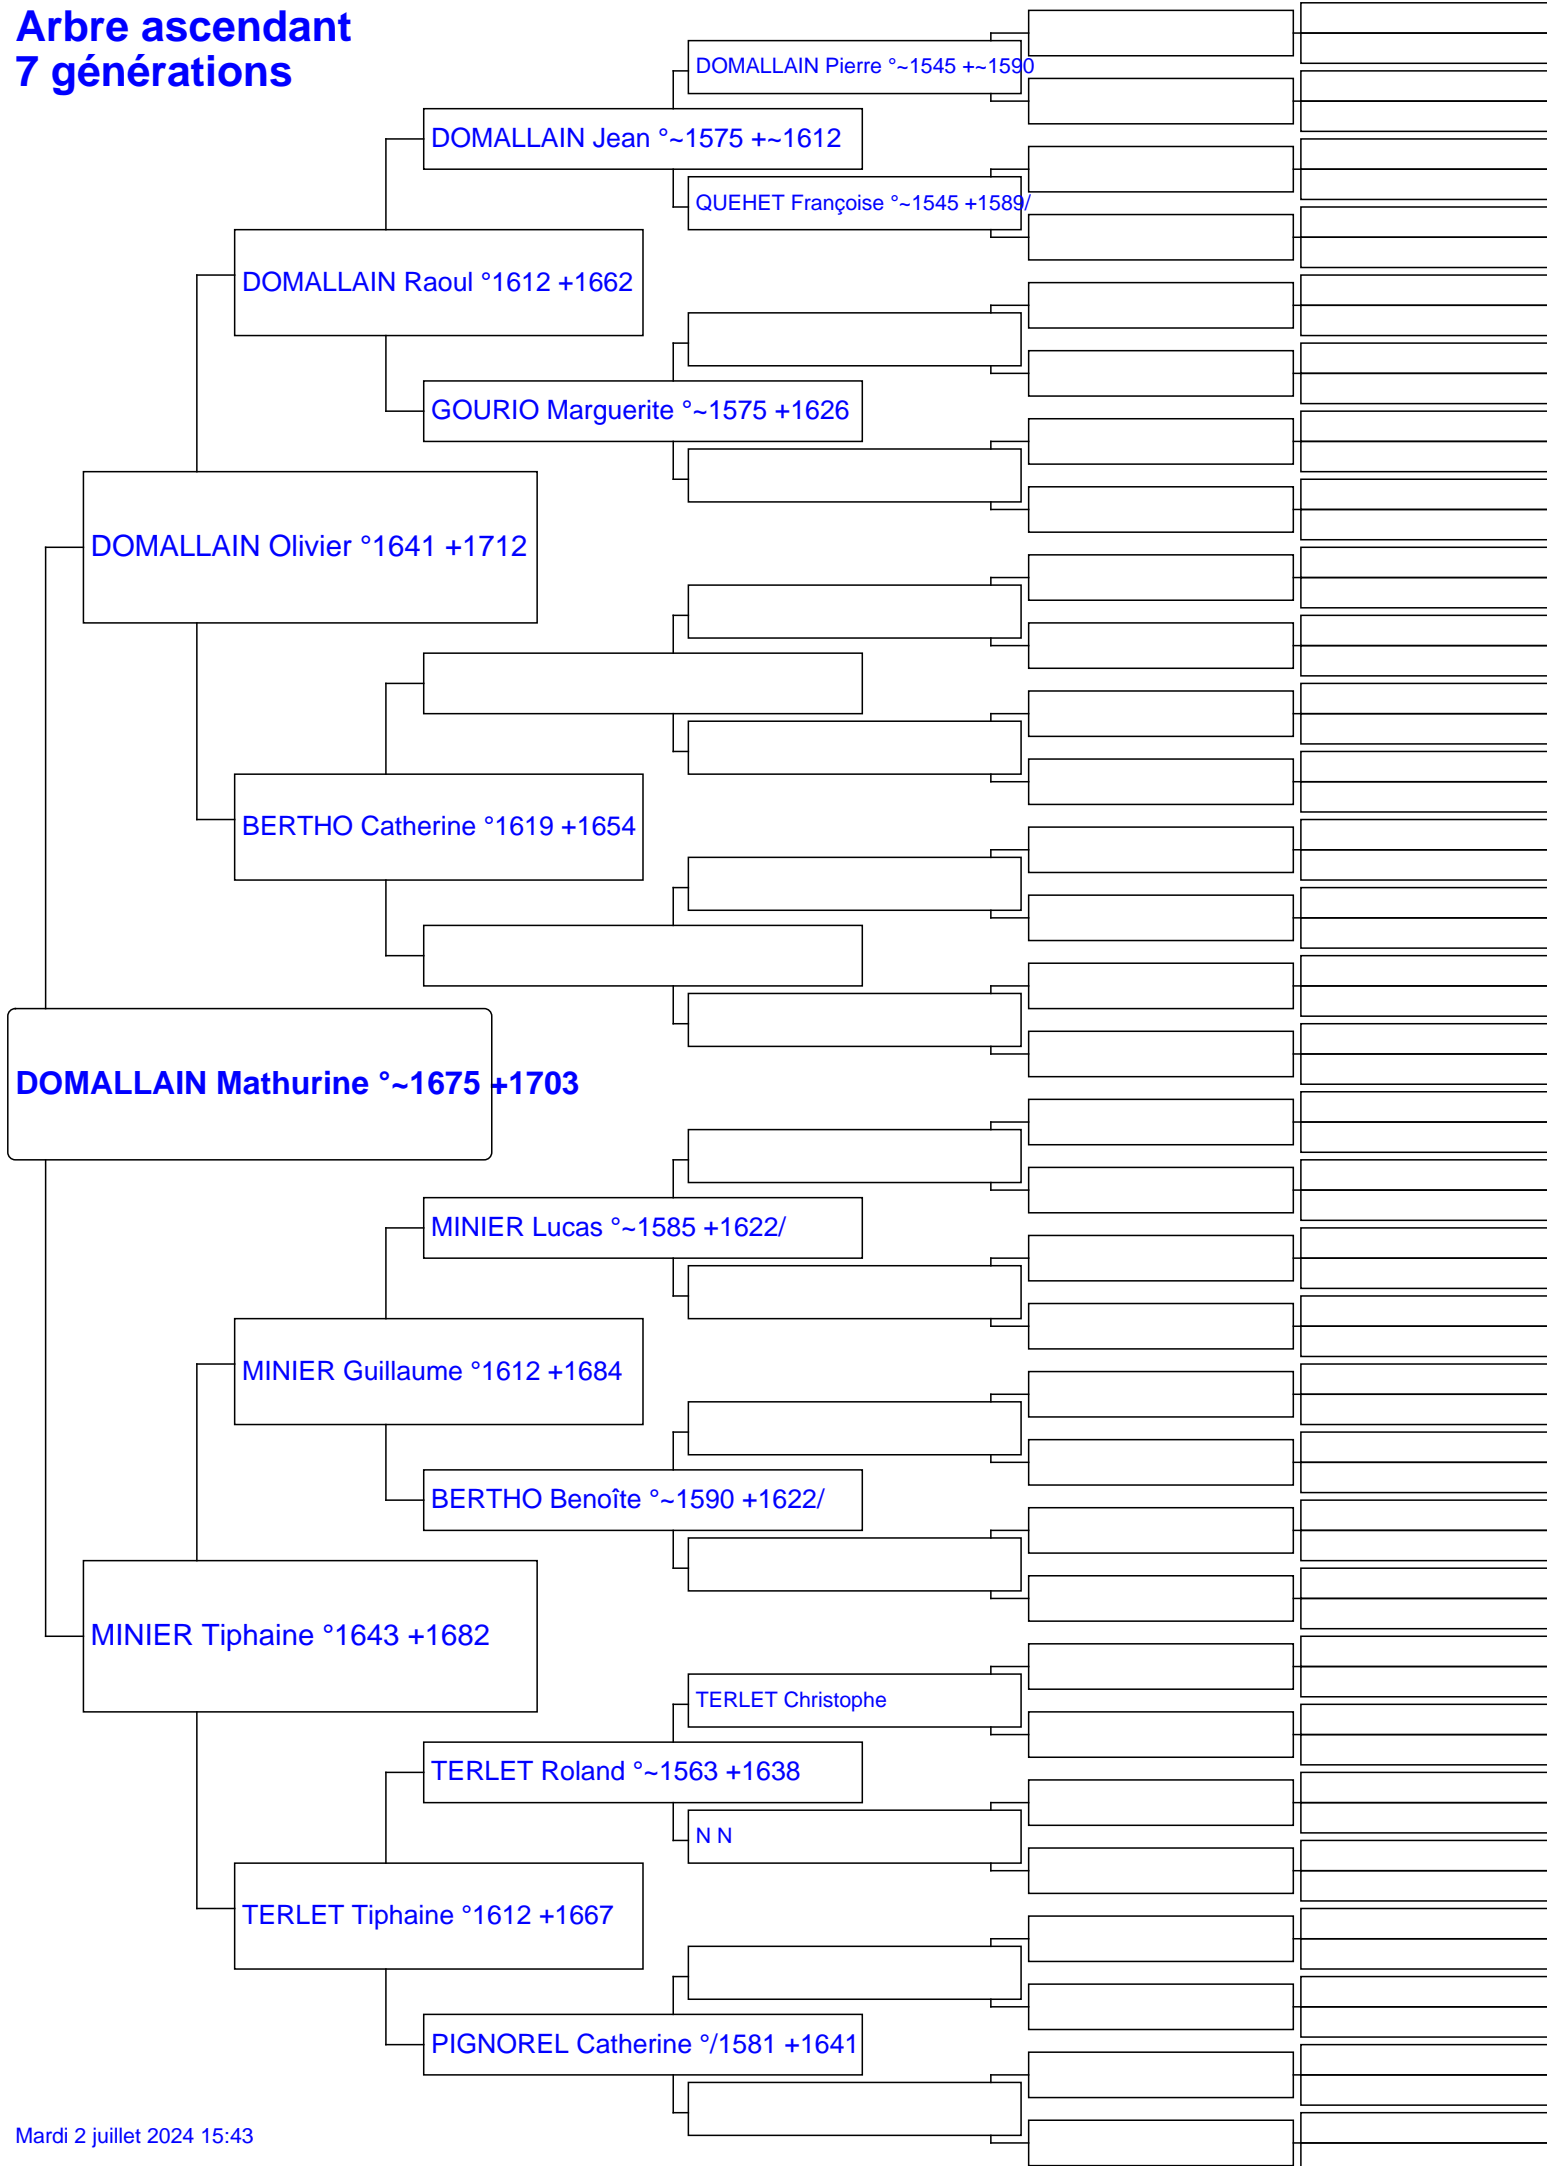 Arbre ascendant
7 générations
DOMALLAIN Pierre °~1545 +~1590
DOMALLAIN Jean °~1575 +~1612
QUEHET Françoise °~1545 +1589/
DOMALLAIN Raoul °1612 +1662
GOURIO Marguerite °~1575 +1626
DOMALLAIN Olivier °1641 +1712
BERTHO Catherine °1619 +1654
DOMALLAIN Mathurine °~1675 +1703
MINIER Lucas °~1585 +1622/
MINIER Guillaume °1612 +1684
BERTHO Benoîte °~1590 +1622/
MINIER Tiphaine °1643 +1682
TERLET Christophe
TERLET Roland °~1563 +1638
N N
TERLET Tiphaine °1612 +1667
PIGNOREL Catherine °/1581 +1641
Mardi 2 juillet 2024 15:43